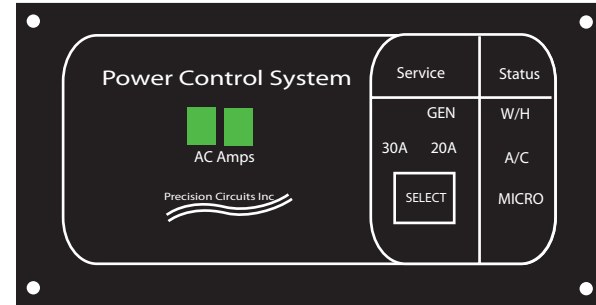 Power Control System
AC Amps
Precision Circuits Inc
Service
GEN
30A 20A
SELECT
Status
W/H
A/C
MICRO